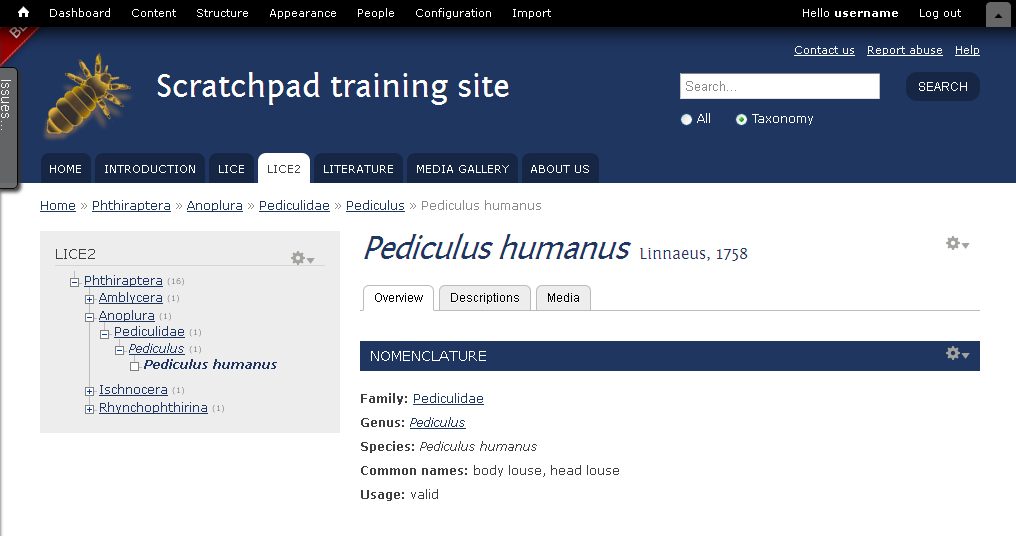 Dashboard Content Structure Appearance People Configuration Import Hello username Log out
Contact us Report abuse Help
Issues...
Scratchpad training site
Search... SEARCH
All Taxonomy
HOME INTRODUCTION LICE LICE2 LITERATURE MEDIA GALLERY ABOUT US
Home » Phthiraptera » Anoplura » Pediculidae » Pediculus » Pediculus humanus
LICE2
Phthiraptera (16)
Amblycera (1)
Anoplura (1)
Pediculidae (1)
Pediculus (1)
Pediculus humanus
Ischnocera (1)
Rhynchophthirina (1)
Pediculus humanus Linnaeus, 1758
Overview Descriptions Media
NOMENCLATURE
Family: Pediculidae
Genus: Pediculus
Species: Pediculus humanus
Common names: body louse, head louse
Usage: valid